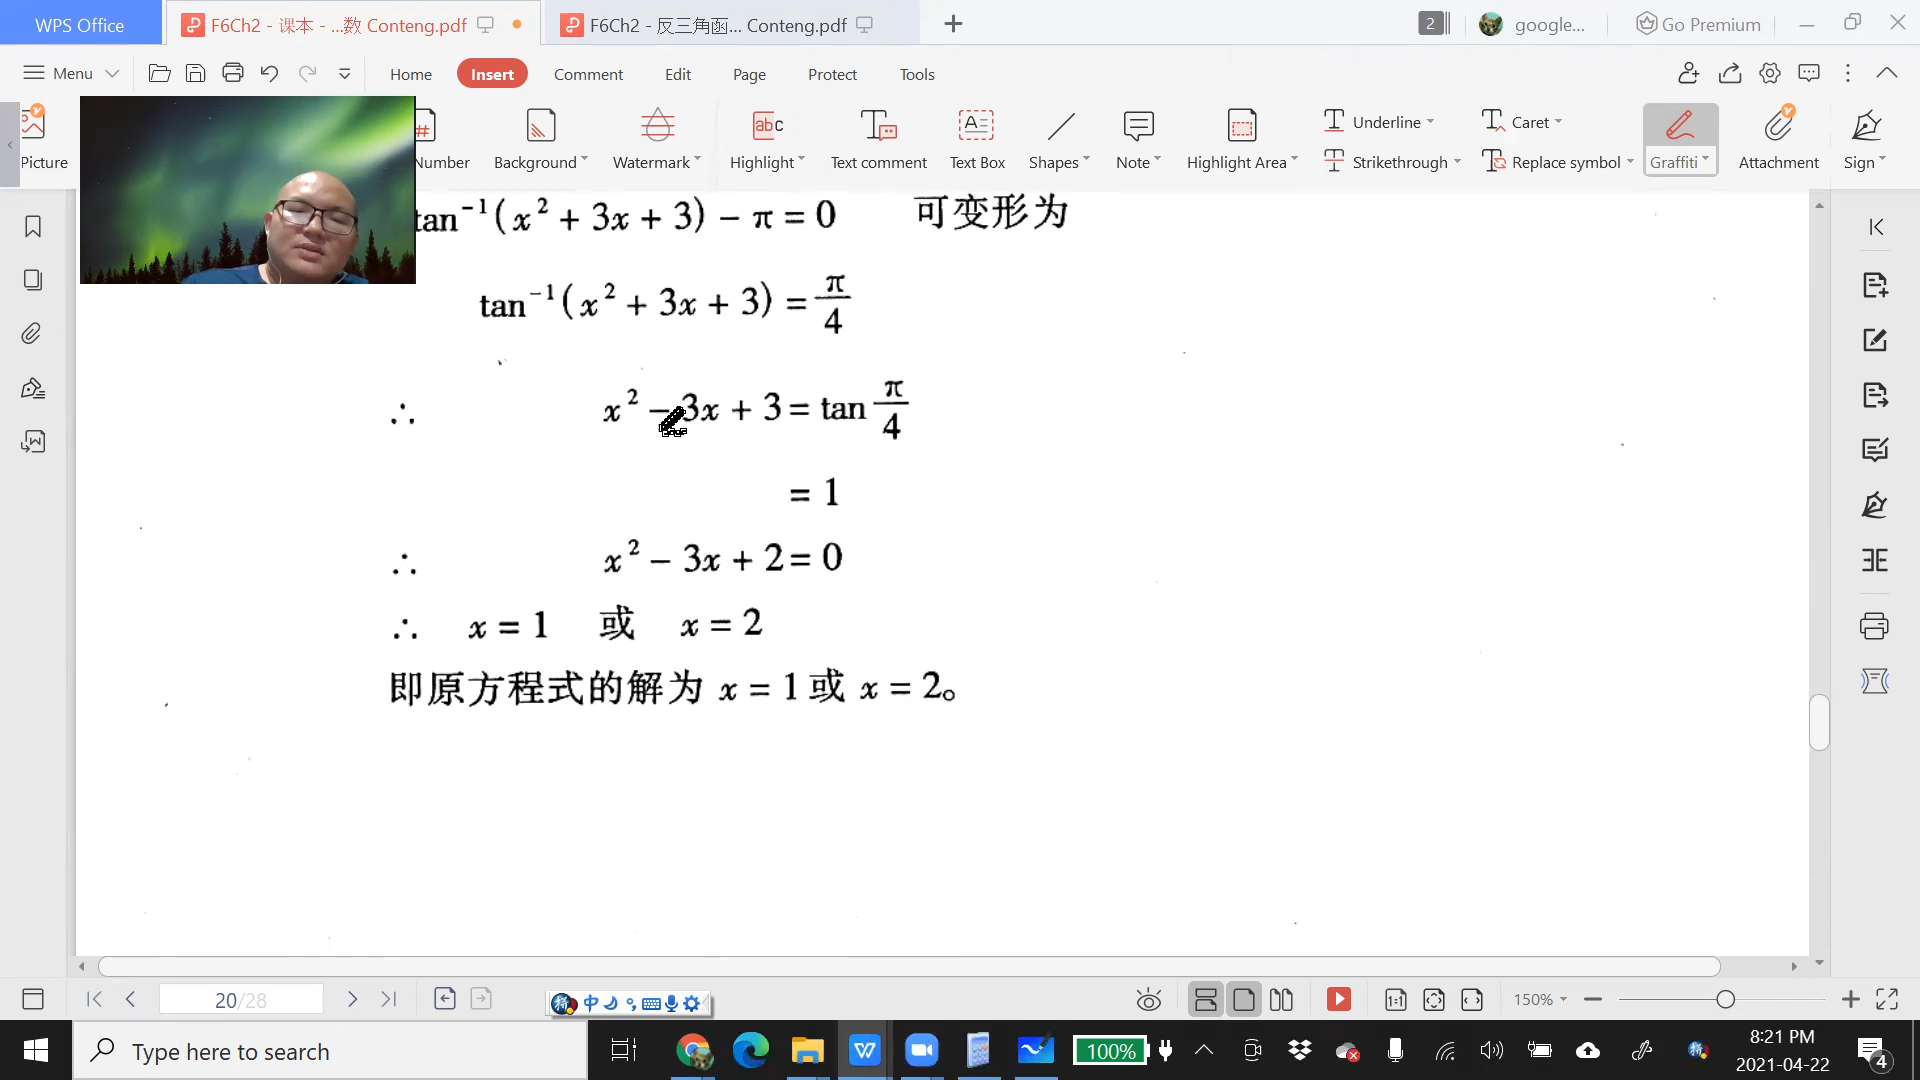 WPS Office
F6Ch2 - 课本 - ...数 Conteng.pdf
F6Ch2 - 反三角函... Conteng.pdf
2
google...
Go Premium
Menu
Home
Insert
Comment
Edit
Page
Protect
Tools
Picture
Number
Background
Watermark
Highlight
Text comment
Text Box
Shapes
Note
Highlight Area
Underline
Strikethrough
Caret
Replace symbol
Graffiti
Attachment
Sign
tan⁻¹(x² + 3x + 3) − π = 0 可变形为
tan⁻¹(x² + 3x + 3) = π/4
∴ x² − 3x + 3 = tan π/4
= 1
∴ x² − 3x + 2 = 0
∴ x = 1 或 x = 2
即原方程式的解为 x = 1 或 x = 2。
20/28
中
150%
Type here to search
100%
8:21 PM
2021-04-22
4